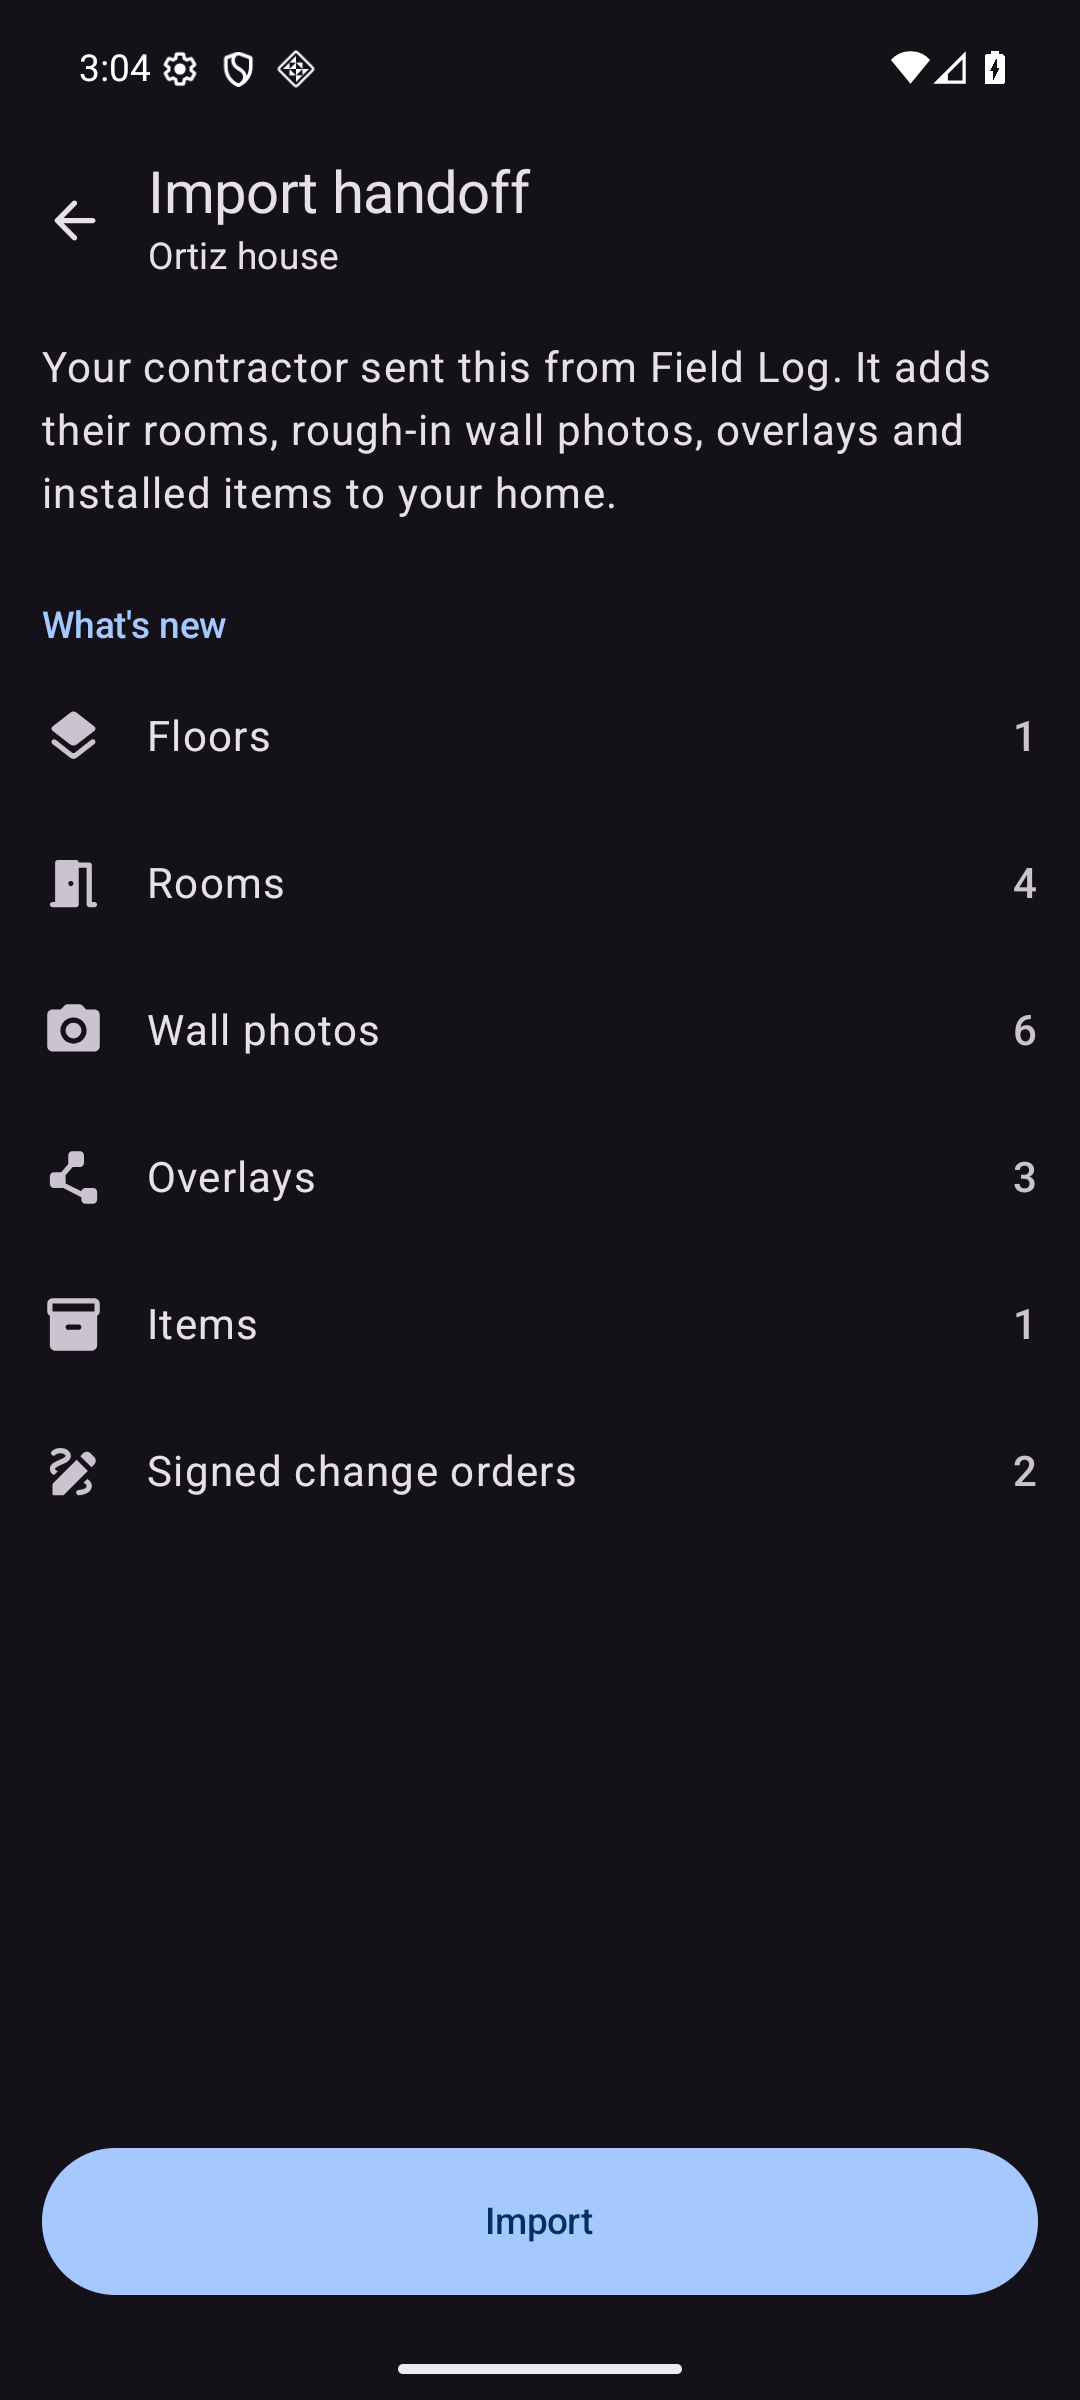 3:04
Import handoff
Ortiz house
Your contractor sent this from Field Log. It adds
their rooms, rough-in wall photos, overlays and
installed items to your home.
What's new
Floors 1
Rooms 4
Wall photos 6
Overlays 3
Items 1
Signed change orders 2
Import